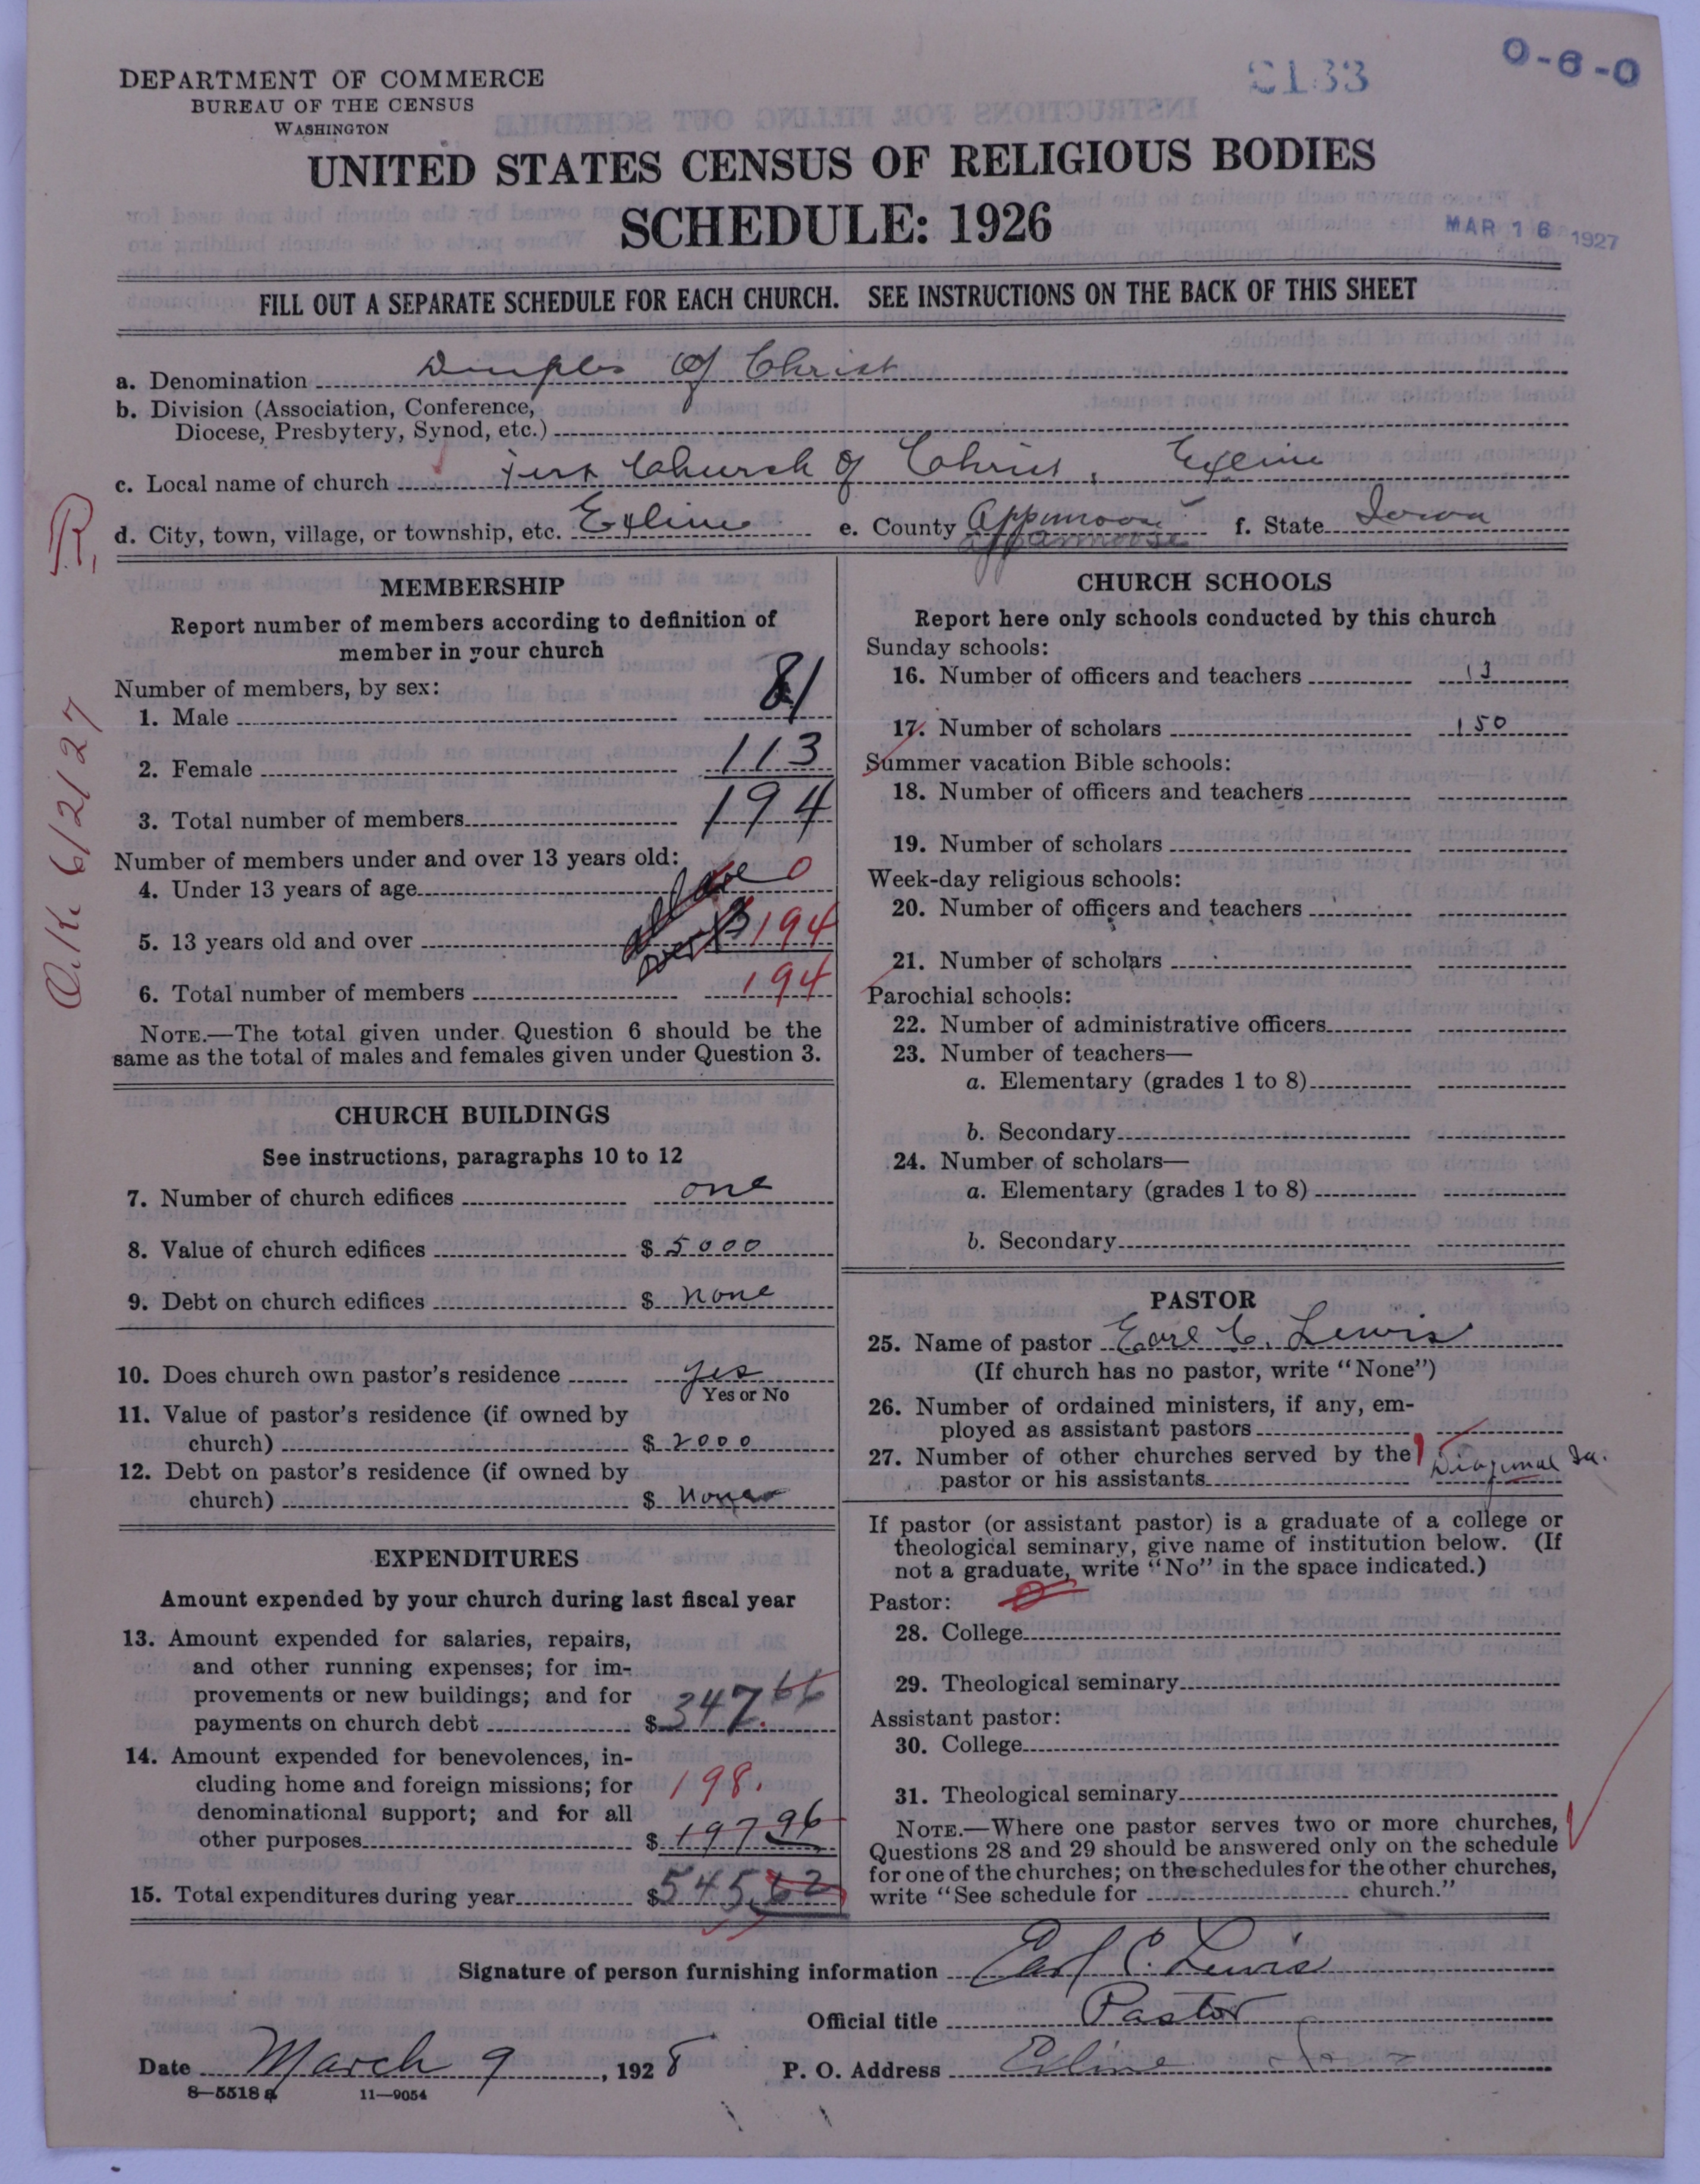 DEPARTMENT OF COMMERCE
BUREAU OF THE CENSUS
WASHINGTON
2133
0-6-0
UNITED STATES CENSUS OF RELIGIOUS BODIES
SCHEDULE: 1926
MAR 16 1927
FILL OUT A SEPARATE SCHEDULE FOR EACH CHURCH. SEE INSTRUCTIONS ON THE BACK OF THIS SHEET
a. Denomination of Christ
b. Division (Association, Conference,
Diocese, Presbytery, Synod, etc.)
c. Local name of church First Church of Christ, Exline
d. City, town, village, or township, etc. Exline e. County Appanoose f. State Iowa
R.
O.K. 6/2/27
MEMBERSHIP
Report number of members according to definition of
member in your church
Number of members, by sex:
1. Male 81
2. Female 113
3. Total number of members 194
Number of members under and over 13 years old:
4. Under 13 years of age 0
5. 13 years old and over 194
6. Total number of members 194
NOTE.—The total given under Question 6 should be the
same as the total of males and females given under Question 3.
CHURCH BUILDINGS
See instructions, paragraphs 10 to 12
7. Number of church edifices one
8. Value of church edifices $ 5000
9. Debt on church edifices $ none
10. Does church own pastor's residence yes
Yes or No
11. Value of pastor's residence (if owned by
church) $ 2000
12. Debt on pastor's residence (if owned by
church) $ None
EXPENDITURES
Amount expended by your church during last fiscal year
13. Amount expended for salaries, repairs,
and other running expenses; for im-
provements or new buildings; and for
payments on church debt $ 347.66
14. Amount expended for benevolences, in-
cluding home and foreign missions; for 198.
denominational support; and for all
other purposes $ 197 96
15. Total expenditures during year $ 545.62
CHURCH SCHOOLS
Report here only schools conducted by this church
Sunday schools:
16. Number of officers and teachers 13
17. Number of scholars 150
Summer vacation Bible schools:
18. Number of officers and teachers
19. Number of scholars
Week-day religious schools:
20. Number of officers and teachers
21. Number of scholars
Parochial schools:
22. Number of administrative officers
23. Number of teachers—
a. Elementary (grades 1 to 8)
b. Secondary
24. Number of scholars—
a. Elementary (grades 1 to 8)
b. Secondary
PASTOR
25. Name of pastor Earl C. Lewis
(If church has no pastor, write "None")
26. Number of ordained ministers, if any, em-
ployed as assistant pastors
27. Number of other churches served by the 1 Diagonal Ia.
pastor or his assistants
If pastor (or assistant pastor) is a graduate of a college or
theological seminary, give name of institution below. (If
not a graduate, write "No" in the space indicated.)
Pastor:
28. College
29. Theological seminary
Assistant pastor:
30. College
31. Theological seminary
NOTE.—Where one pastor serves two or more churches,
Questions 28 and 29 should be answered only on the schedule
for one of the churches; on the schedules for the other churches,
write "See schedule for church."
Signature of person furnishing information Earl C. Lewis
Official title Pastor
Date March 9, 1928 P. O. Address Exline Iowa
8—5518 a 11—9054